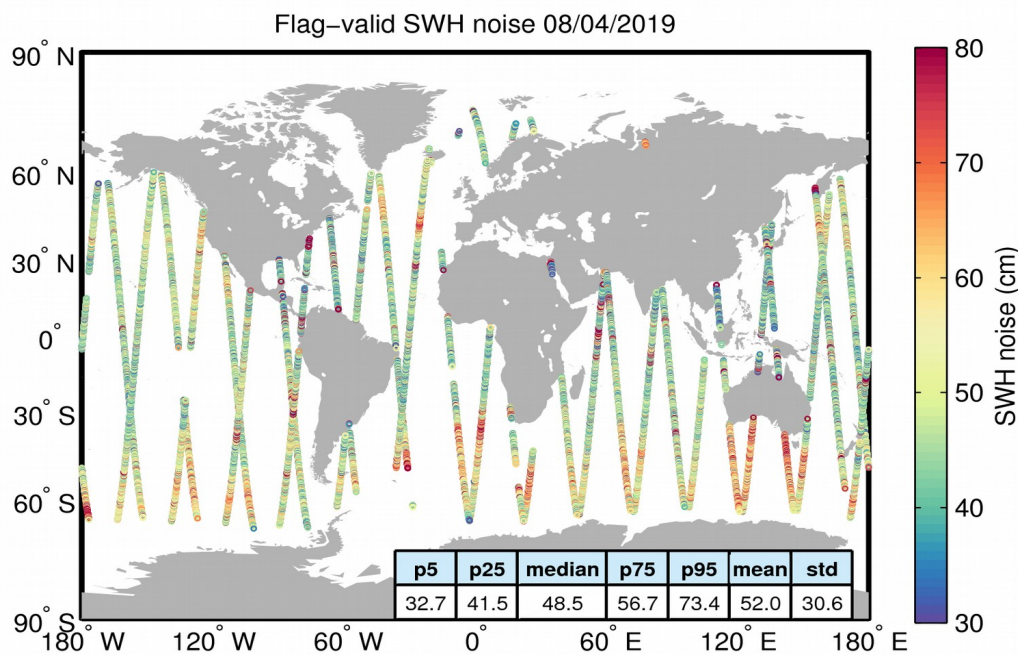 Flag−valid SWH noise 08/04/2019
90° N
60° N
30° N
0°
30° S
60° S
90° S
180° W
120° W
60° W
0°
60° E
120° E
180° E
80
70
60
50
40
30
SWH noise (cm)
p5 p25 median p75 p95 mean std
32.7 41.5 48.5 56.7 73.4 52.0 30.6